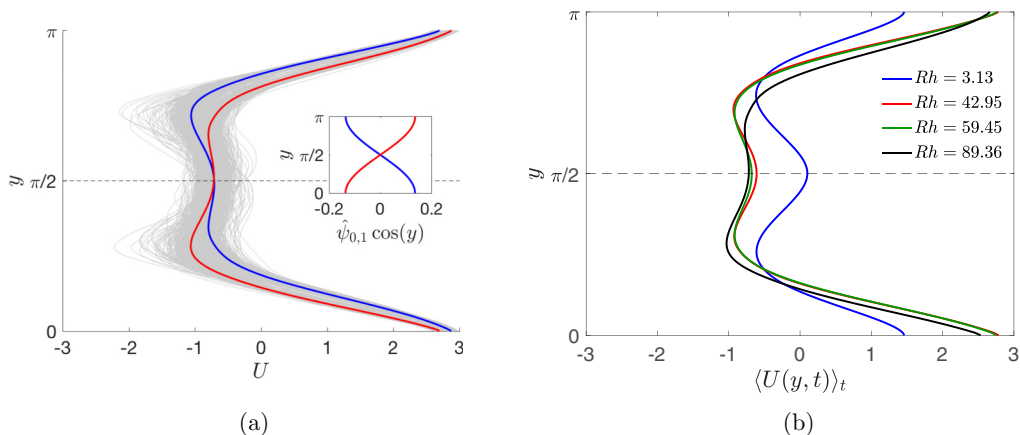 π
y
π/2
0
-3
-2
-1
0
1
2
3
U
π
y
π/2
0
-0.2
0
0.2
ψ̂₀,₁ cos(y)
(a)
π
y
π/2
0
-3
-2
-1
0
1
2
3
⟨U(y, t)⟩ₜ
Rh = 3.13
Rh = 42.95
Rh = 59.45
Rh = 89.36
(b)